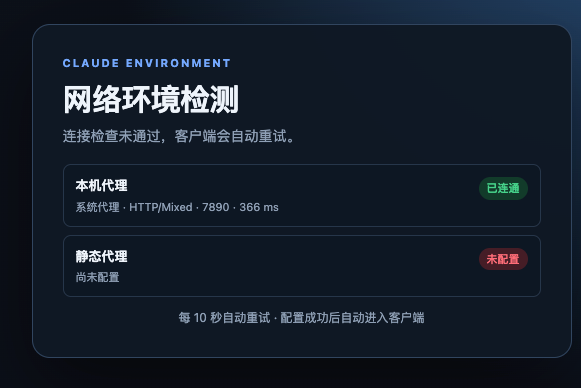 CLAUDE ENVIRONMENT
网络环境检测
连接检查未通过，客户端会自动重试。
本机代理
已连通
系统代理 · HTTP/Mixed · 7890 · 366 ms
静态代理
未配置
尚未配置
每 10 秒自动重试 · 配置成功后自动进入客户端